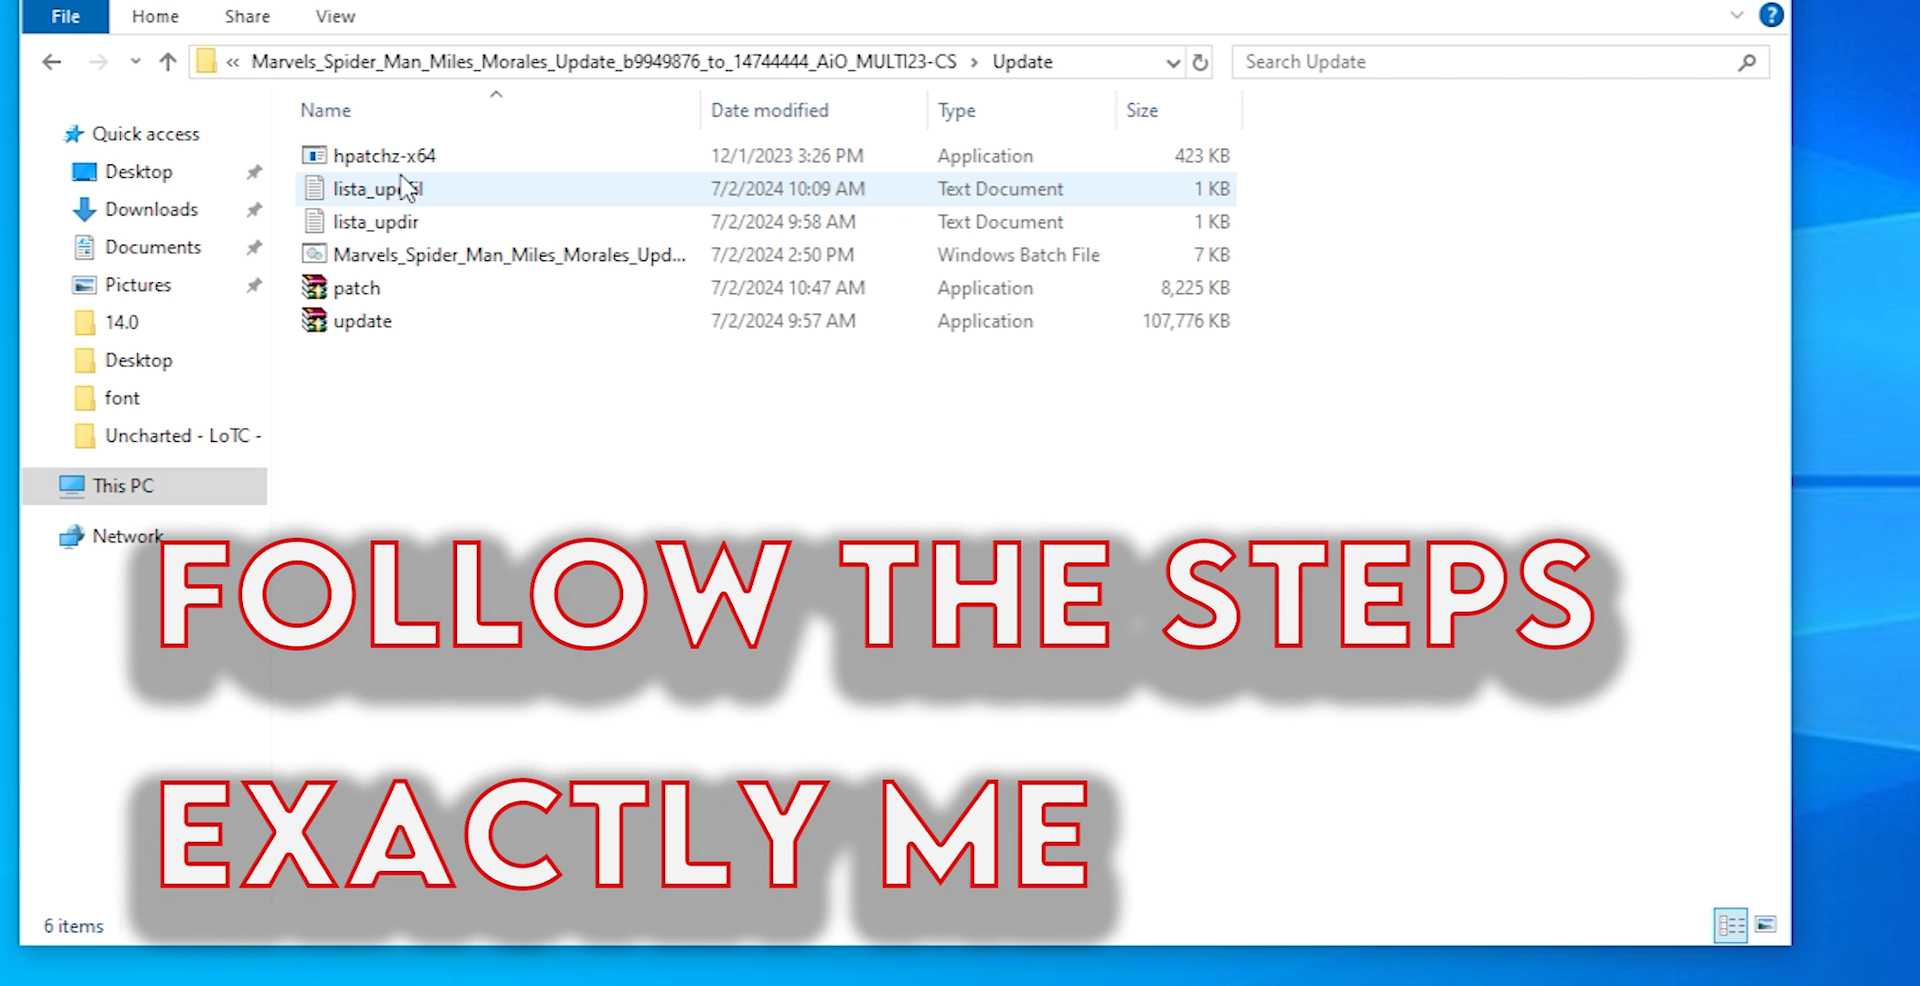 File Home Share View
« Marvels_Spider_Man_Miles_Morales_Update_b9949876_to_14744444_AiO_MULTI23-CS > Update
Search Update
Name Date modified Type Size
Quick access
Desktop
Downloads
Documents
Pictures
14.0
Desktop
font
Uncharted - LoTC -
This PC
Network
hpatchz-x64 12/1/2023 3:26 PM Application 423 KB
7/2/2024 10:09 AM Text Document 1 KB
lista_updir 7/2/2024 9:58 AM Text Document 1 KB
Marvels_Spider_Man_Miles_Morales_Upd... 7/2/2024 2:50 PM Windows Batch File 7 KB
patch 7/2/2024 10:47 AM Application 8,225 KB
update 7/2/2024 9:57 AM Application 107,776 KB
FOLLOW THE STEPS
EXACTLY ME
6 items